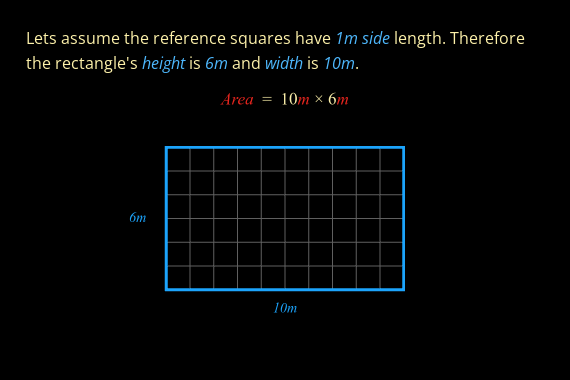 Lets assume the reference squares have 1m side length. Therefore
the rectangle's height is 6m and width is 10m.
Area = 10m × 6m
6m
10m